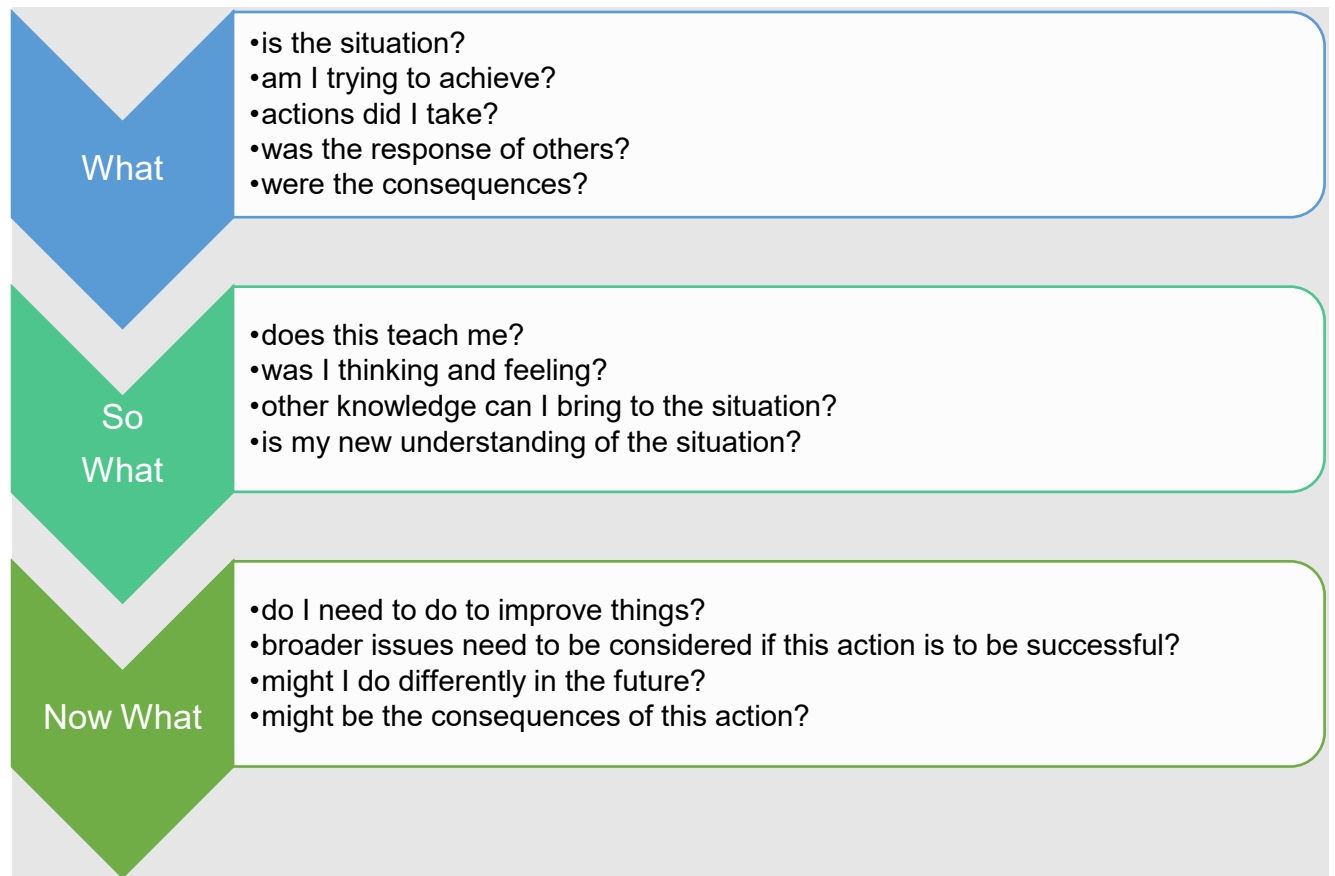 What
•is the situation?
•am I trying to achieve?
•actions did I take?
•was the response of others?
•were the consequences?
So
What
•does this teach me?
•was I thinking and feeling?
•other knowledge can I bring to the situation?
•is my new understanding of the situation?
Now What
•do I need to do to improve things?
•broader issues need to be considered if this action is to be successful?
•might I do differently in the future?
•might be the consequences of this action?